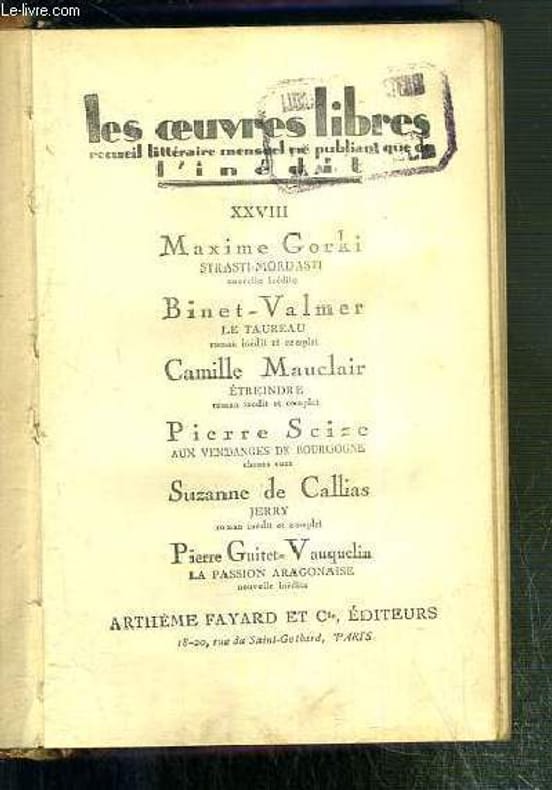 Le-livre.com
les œuvres libres
recueil littéraire mensuel ne publiant que de
l'inédit
XXVIII
Maxime Gorki
STRASTI-MORDASTI
nouvelle inédite
Binet-Valmer
LE TAUREAU
roman inédit et complet
Camille Mauclair
ÉTREINDRE
roman inédit et complet
Pierre Scize
AUX VENDANGES DE BOURGOGNE
choses vues
Suzanne de Callias
JERRY
roman inédit et complet
Pierre Guitet-Vauquelin
LA PASSION ARAGONAISE
nouvelle inédite
ARTHÈME FAYARD ET Cie, ÉDITEURS
18-20, rue du Saint-Gothard, PARIS